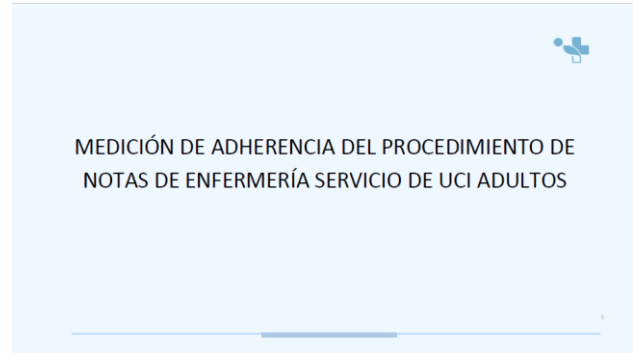 MEDICIÓN DE ADHERENCIA DEL PROCEDIMIENTO DE
NOTAS DE ENFERMERÍA SERVICIO DE UCI ADULTOS